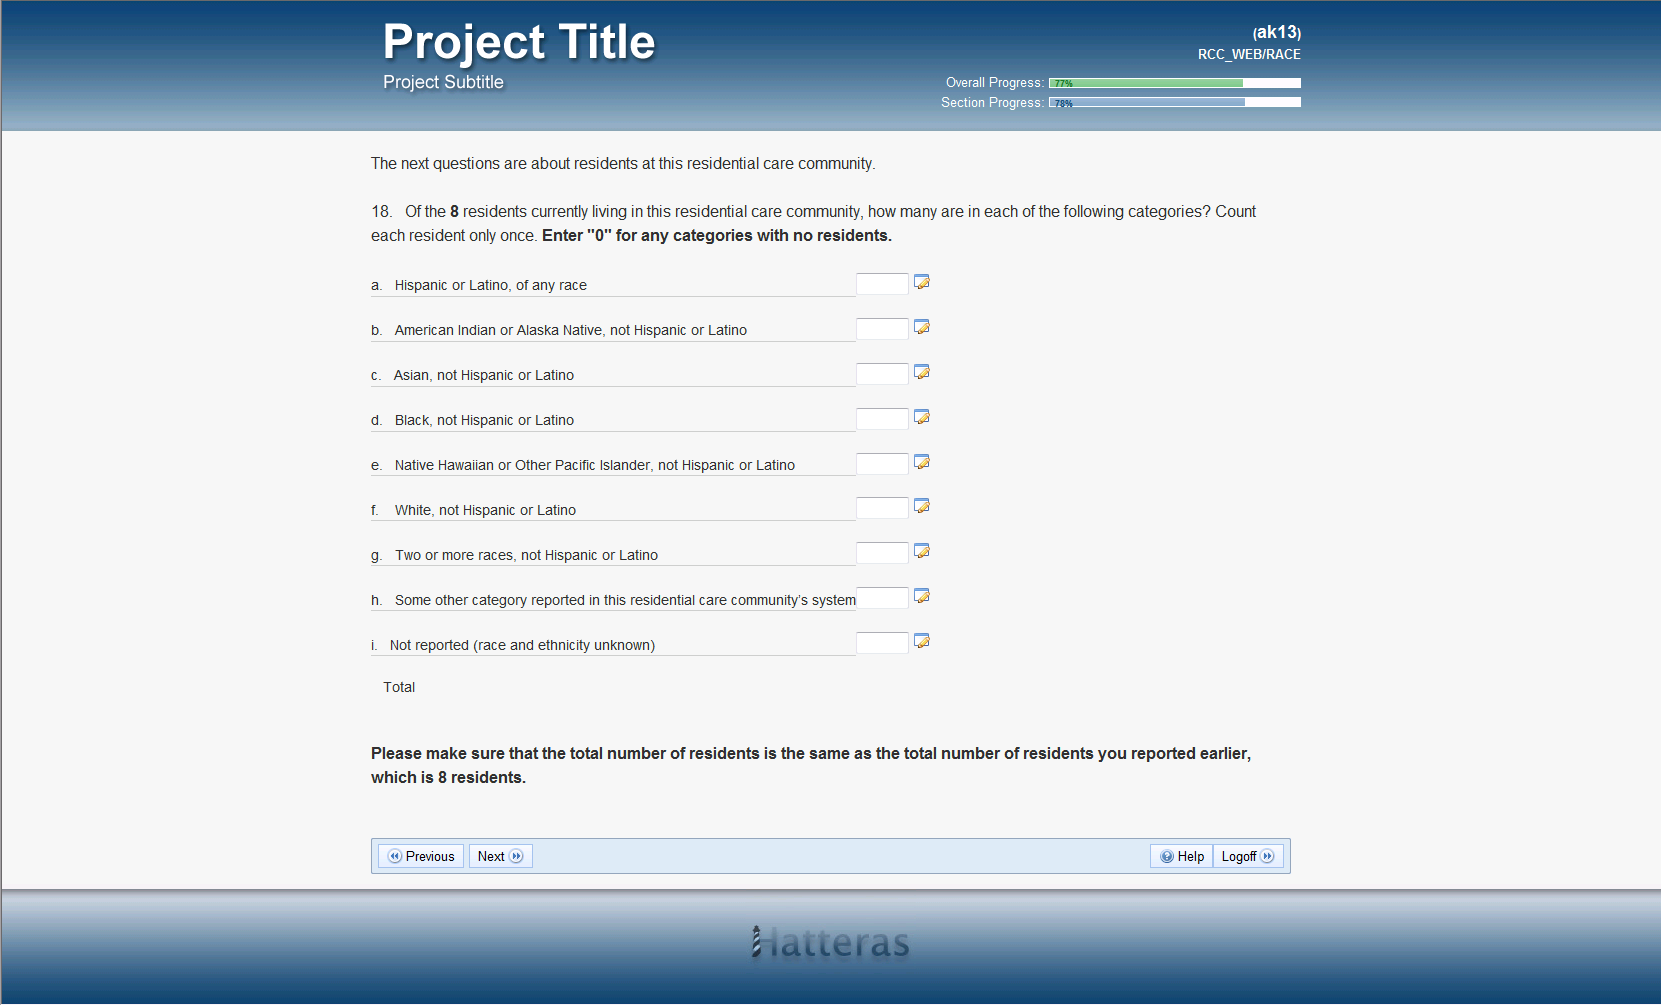 Project Title
Project Subtitle
(ak13)
RCC_WEB/RACE
Overall Progress: 77%
Section Progress: 78%
The next questions are about residents at this residential care community.
18. Of the 8 residents currently living in this residential care community, how many are in each of the following categories? Count
each resident only once. Enter "0" for any categories with no residents.
a. Hispanic or Latino, of any race
b. American Indian or Alaska Native, not Hispanic or Latino
c. Asian, not Hispanic or Latino
d. Black, not Hispanic or Latino
e. Native Hawaiian or Other Pacific Islander, not Hispanic or Latino
f. White, not Hispanic or Latino
g. Two or more races, not Hispanic or Latino
h. Some other category reported in this residential care community’s system
i. Not reported (race and ethnicity unknown)
Total
Please make sure that the total number of residents is the same as the total number of residents you reported earlier,
which is 8 residents.
Previous Next Help Logoff
Hatteras